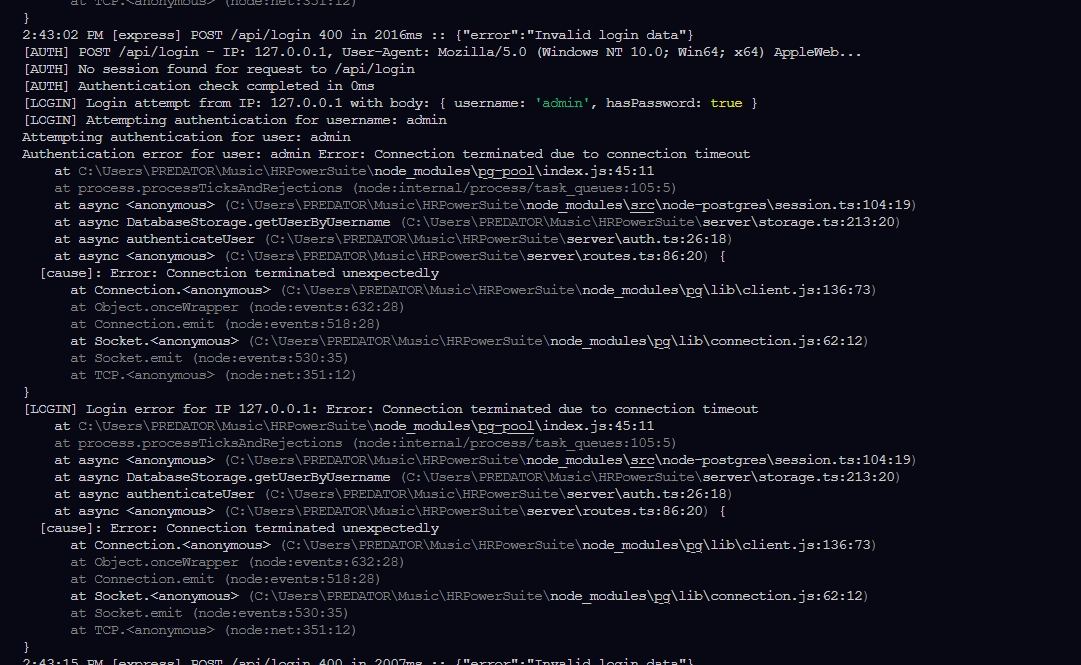 at TCP.<anonymous> (node:net:351:12)
}
2:43:02 PM [express] POST /api/login 400 in 2016ms :: {"error":"Invalid login data"}
[AUTH] POST /api/login - IP: 127.0.0.1, User-Agent: Mozilla/5.0 (Windows NT 10.0; Win64; x64) AppleWeb...
[AUTH] No session found for request to /api/login
[AUTH] Authentication check completed in 0ms
[LOGIN] Login attempt from IP: 127.0.0.1 with body: { username: 'admin', hasPassword: true }
[LOGIN] Attempting authentication for username: admin
Attempting authentication for user: admin
Authentication error for user: admin Error: Connection terminated due to connection timeout
at C:\Users\PREDATOR\Music\HRPowerSuite\node_modules\pg-pool\index.js:45:11
at process.processTicksAndRejections (node:internal/process/task_queues:105:5)
at async <anonymous> (C:\Users\PREDATOR\Music\HRPowerSuite\node_modules\src\node-postgres\session.ts:104:19)
at async DatabaseStorage.getUserByUsername (C:\Users\PREDATOR\Music\HRPowerSuite\server\storage.ts:213:20)
at async authenticateUser (C:\Users\PREDATOR\Music\HRPowerSuite\server\auth.ts:26:18)
at async <anonymous> (C:\Users\PREDATOR\Music\HRPowerSuite\server\routes.ts:86:20) {
[cause]: Error: Connection terminated unexpectedly
at Connection.<anonymous> (C:\Users\PREDATOR\Music\HRPowerSuite\node_modules\pg\lib\client.js:136:73)
at Object.onceWrapper (node:events:632:28)
at Connection.emit (node:events:518:28)
at Socket.<anonymous> (C:\Users\PREDATOR\Music\HRPowerSuite\node_modules\pg\lib\connection.js:62:12)
at Socket.emit (node:events:530:35)
at TCP.<anonymous> (node:net:351:12)
}
[LOGIN] Login error for IP 127.0.0.1: Error: Connection terminated due to connection timeout
at C:\Users\PREDATOR\Music\HRPowerSuite\node_modules\pg-pool\index.js:45:11
at process.processTicksAndRejections (node:internal/process/task_queues:105:5)
at async <anonymous> (C:\Users\PREDATOR\Music\HRPowerSuite\node_modules\src\node-postgres\session.ts:104:19)
at async DatabaseStorage.getUserByUsername (C:\Users\PREDATOR\Music\HRPowerSuite\server\storage.ts:213:20)
at async authenticateUser (C:\Users\PREDATOR\Music\HRPowerSuite\server\auth.ts:26:18)
at async <anonymous> (C:\Users\PREDATOR\Music\HRPowerSuite\server\routes.ts:86:20) {
[cause]: Error: Connection terminated unexpectedly
at Connection.<anonymous> (C:\Users\PREDATOR\Music\HRPowerSuite\node_modules\pg\lib\client.js:136:73)
at Object.onceWrapper (node:events:632:28)
at Connection.emit (node:events:518:28)
at Socket.<anonymous> (C:\Users\PREDATOR\Music\HRPowerSuite\node_modules\pg\lib\connection.js:62:12)
at Socket.emit (node:events:530:35)
at TCP.<anonymous> (node:net:351:12)
}
2:43:15 PM [express] POST /api/login 400 in 2007ms :: {"error":"Invalid login data"}